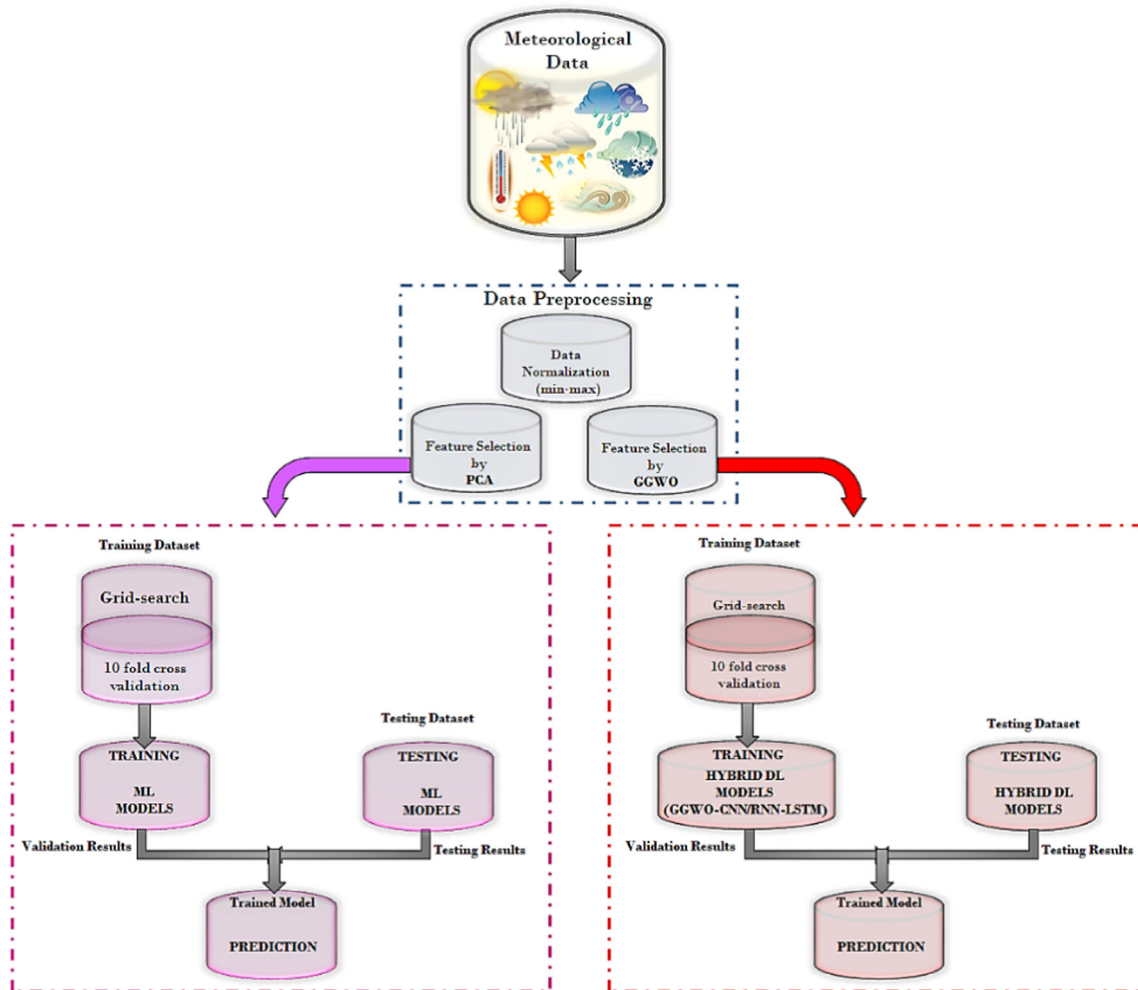 Meteorological
Data
Data Preprocessing
Data
Normalization
(min-max)
Feature Selection
by
PCA
Feature Selection
by
GGWO
Training Dataset
Grid-search
10 fold cross
validation
TRAINING
ML
MODELS
Testing Dataset
TESTING
ML
MODELS
Validation Results
Testing Results
Trained Model
PREDICTION
Training Dataset
Grid-search
10 fold cross
validation
TRAINING
HYBRID DL
MODELS
(GGWO-CNN/RNN-LSTM)
Testing Dataset
TESTING
HYBRID DL
MODELS
Validation Results
Testing Results
Trained Model
PREDICTION